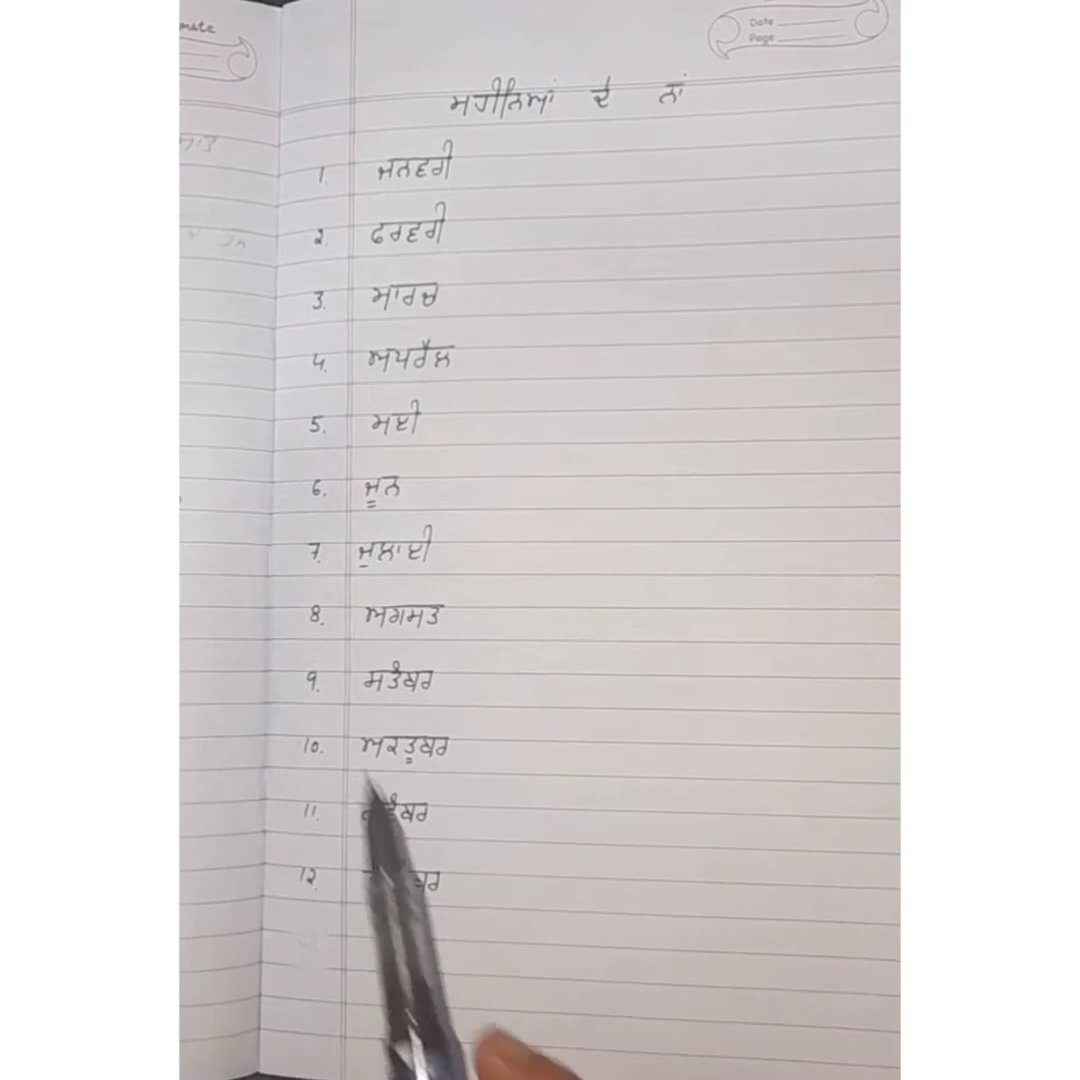 mate
Date
Page
ਮਹੀਨਿਆਂ ਦੇ ਨਾਂ
1. ਜਨਵਰੀ
2. ਫਰਵਰੀ
3. ਮਾਰਚ
4. ਅਪਰੈਲ
5. ਮਈ
6. ਜੂਨ
7. ਜੁਲਾਈ
8. ਅਗਸਤ
9. ਸਤੰਬਰ
10. ਅਕਤੂਬਰ
11.
12.